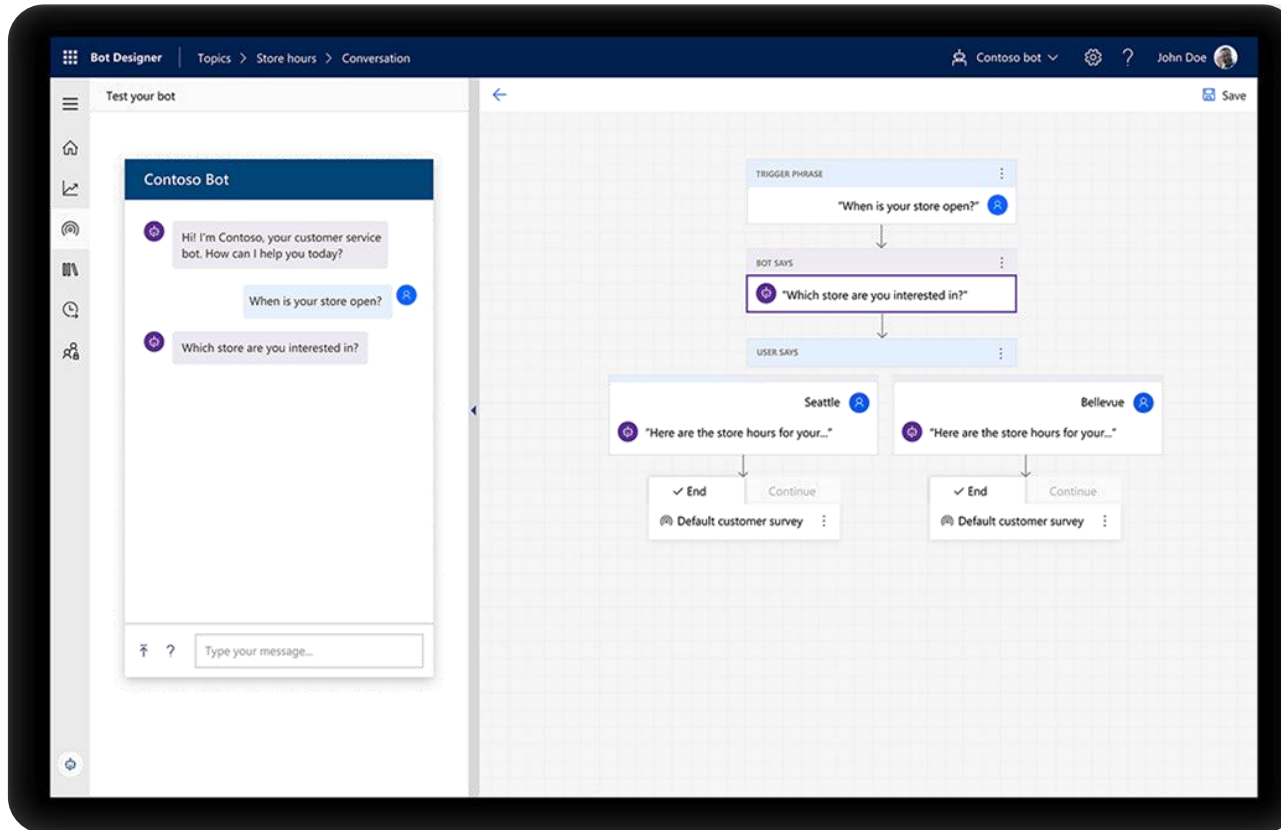 Bot Designer
Topics > Store hours > Conversation
Contoso bot
?
John Doe
Test your bot
Save
Contoso Bot
Hi! I'm Contoso, your customer service
bot. How can I help you today?
When is your store open?
Which store are you interested in?
?
Type your message...
TRIGGER PHRASE
"When is your store open?"
BOT SAYS
"Which store are you interested in?"
USER SAYS
Seattle
"Here are the store hours for your..."
Bellevue
"Here are the store hours for your..."
End
Continue
Default customer survey
End
Continue
Default customer survey